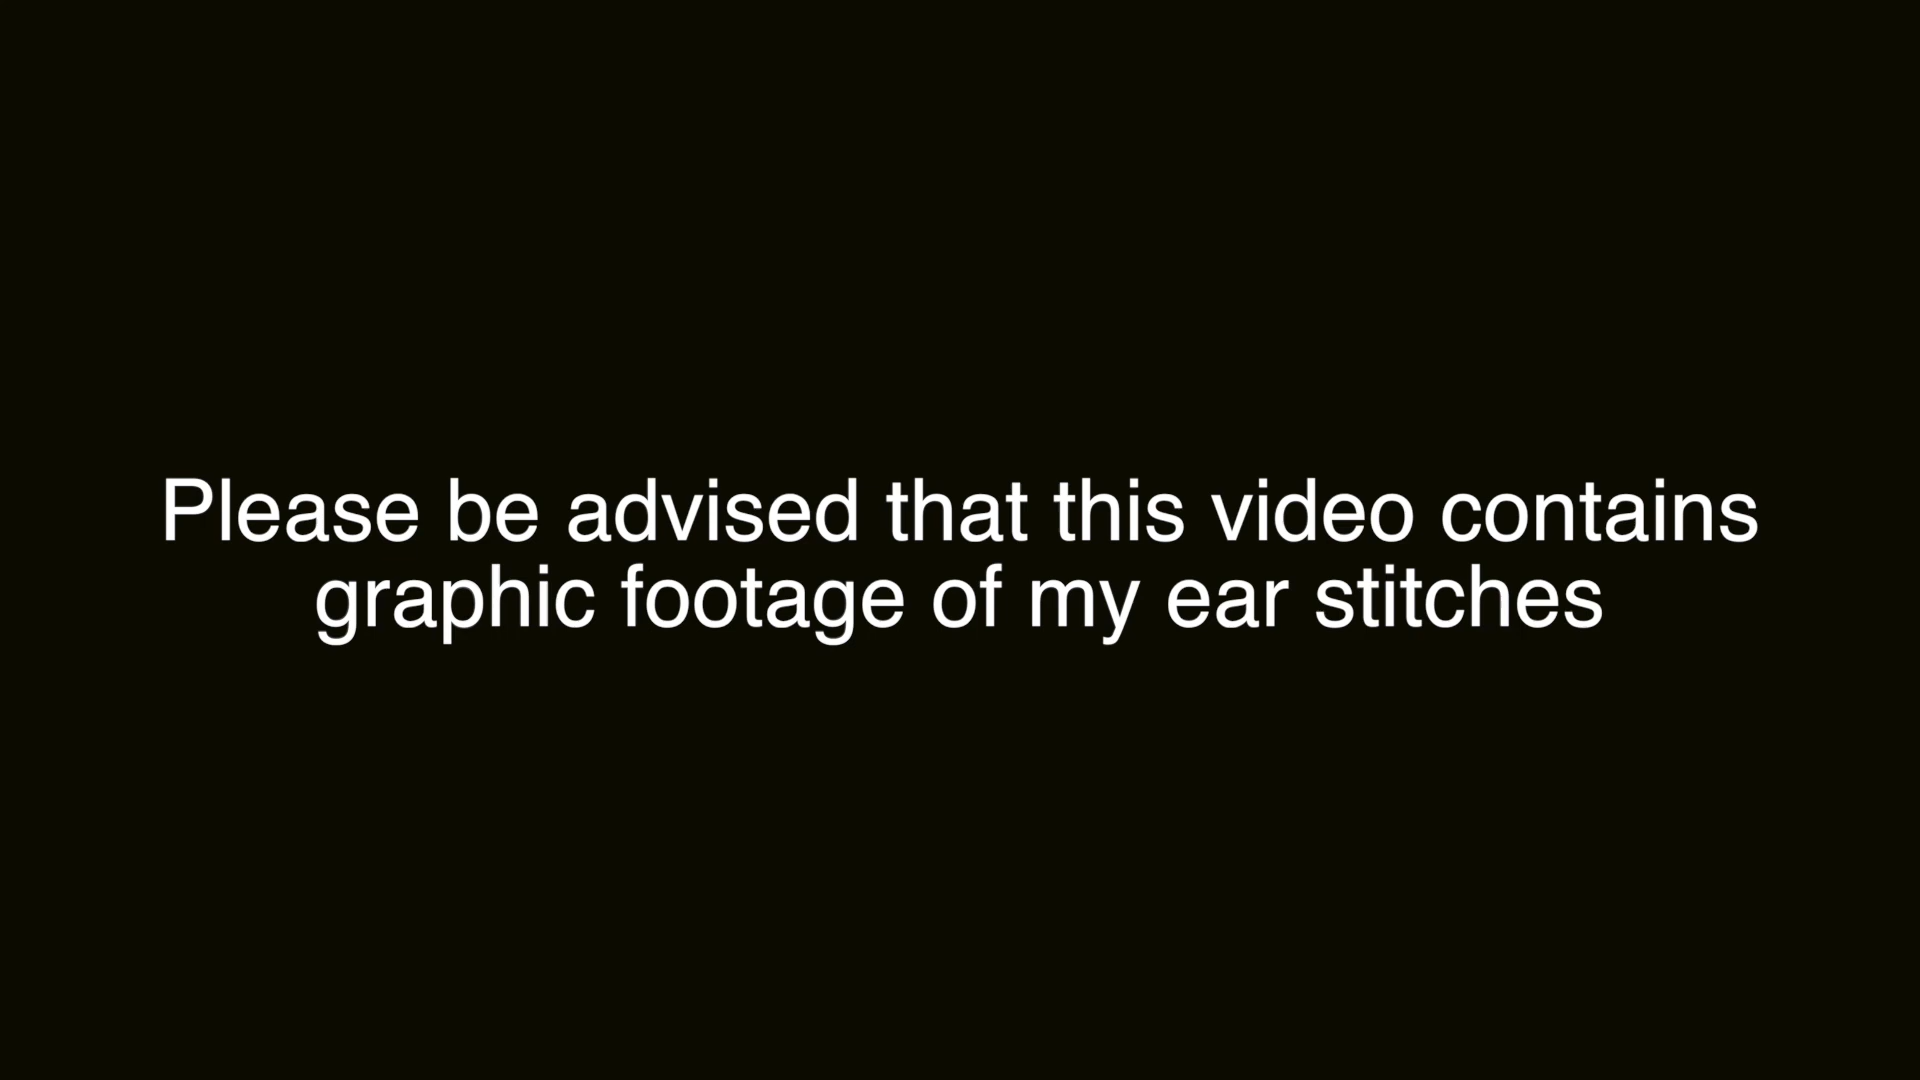 Please be advised that this video contains
graphic footage of my ear stitches